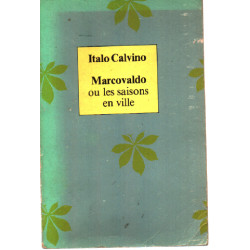 Italo Calvino
Marcovaldo
ou les saisons
en ville